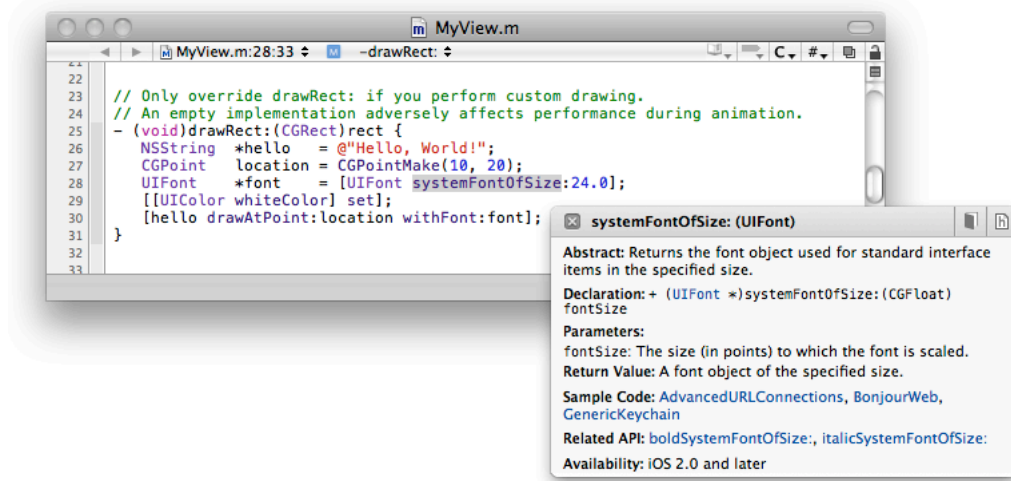 MyView.m
MyView.m:28:33 M -drawRect:
C #
21
22
23 // Only override drawRect: if you perform custom drawing.
24 // An empty implementation adversely affects performance during animation.
25 - (void)drawRect:(CGRect)rect {
26 NSString *hello = @"Hello, World!";
27 CGPoint location = CGPointMake(10, 20);
28 UIFont *font = [UIFont systemFontOfSize:24.0];
29 [[UIColor whiteColor] set];
30 [hello drawAtPoint:location withFont:font];
31 }
32
33
systemFontOfSize: (UIFont)
h
Abstract: Returns the font object used for standard interface
items in the specified size.
Declaration: + (UIFont *)systemFontOfSize:(CGFloat)
fontSize
Parameters:
fontSize: The size (in points) to which the font is scaled.
Return Value: A font object of the specified size.
Sample Code: AdvancedURLConnections, BonjourWeb,
GenericKeychain
Related API: boldSystemFontOfSize:, italicSystemFontOfSize:
Availability: iOS 2.0 and later